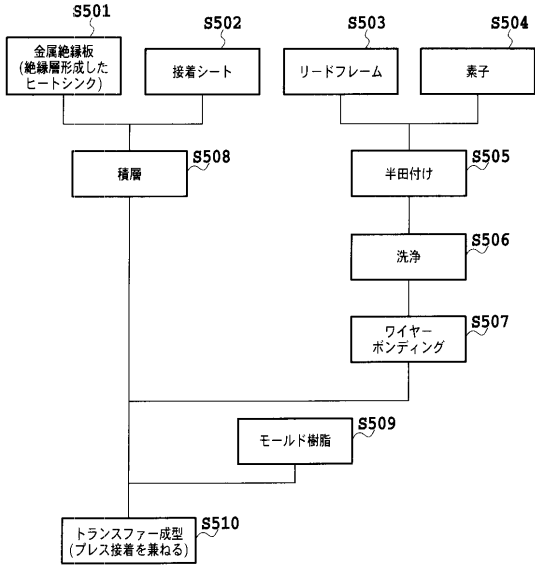 S501
S502
S503
S504
金属絶縁板
(絶縁層形成した
ヒートシンク)
接着シート
リードフレーム
素子
S508
積層
S505
半田付け
S506
洗浄
S507
ワイヤー
ボンディング
S509
モールド樹脂
S510
トランスファー成型
(プレス接着を兼ねる)